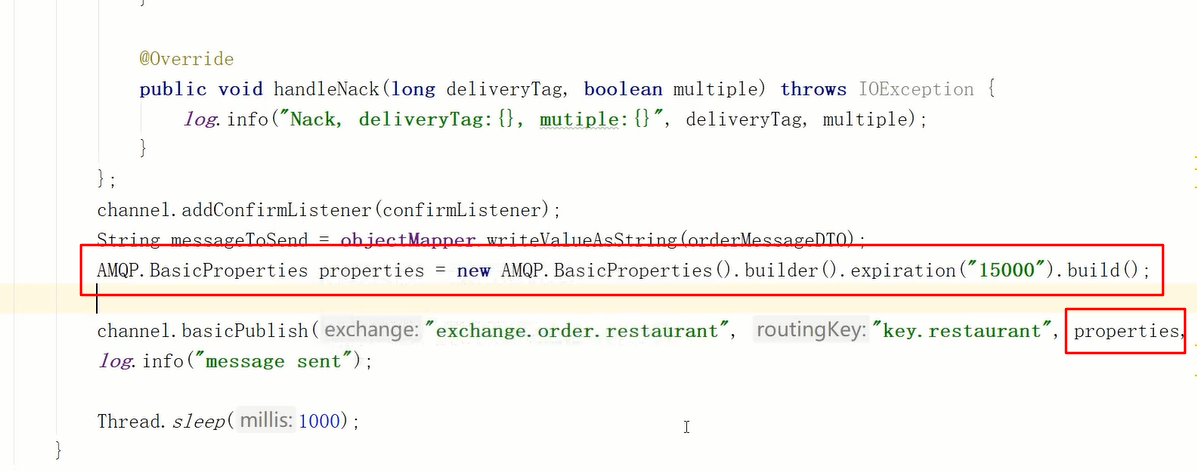 }
@Override
public void handleNack(long deliveryTag, boolean multiple) throws IOException {
log.info("Nack, deliveryTag:{}, mutiple:{}", deliveryTag, multiple);
}
};
channel.addConfirmListener(confirmListener);
String messageToSend = objectMapper.writeValueAsString(orderMessageDTO);
AMQP.BasicProperties properties = new AMQP.BasicProperties().builder().expiration("15000").build();
channel.basicPublish( exchange: "exchange.order.restaurant", routingKey: "key.restaurant", properties,
log.info("message sent");
Thread.sleep( millis: 1000);
}